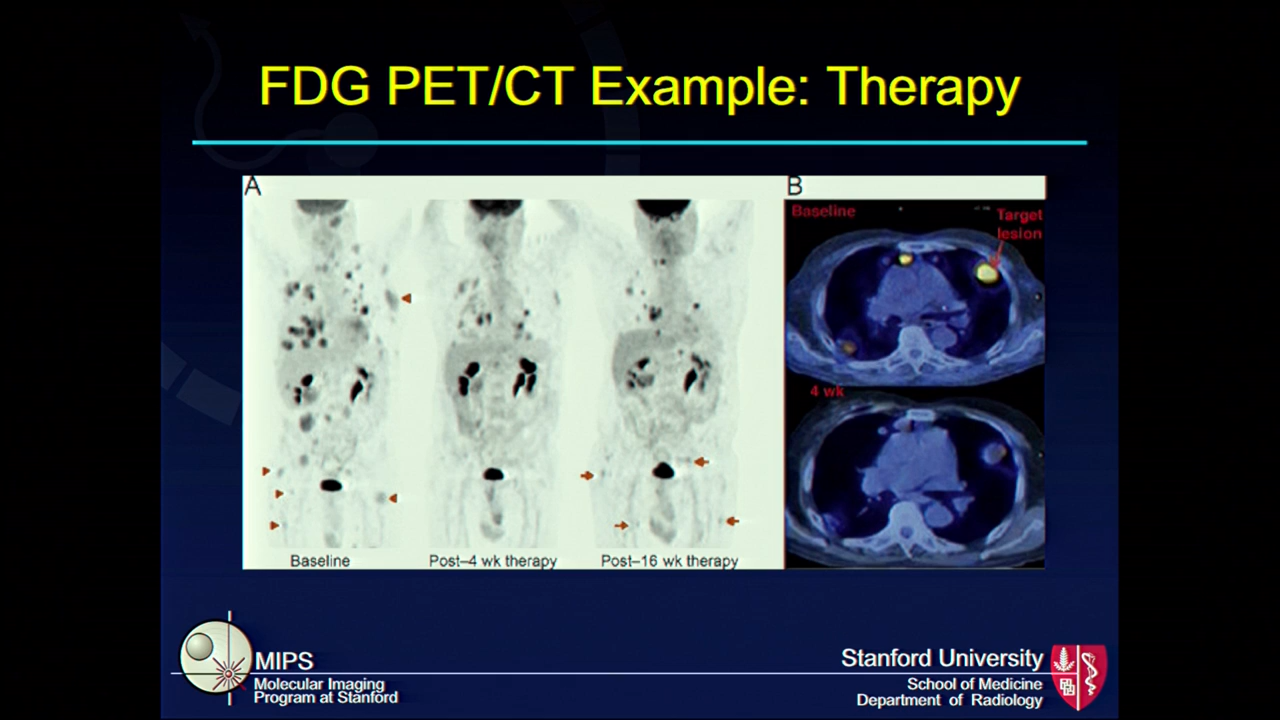 FDG PET/CT Example: Therapy
A
B
Baseline
Target
lesion
4 wk
Baseline
Post–4 wk therapy
Post–16 wk therapy
MIPS
Molecular Imaging
Program at Stanford
Stanford University
School of Medicine
Department of Radiology